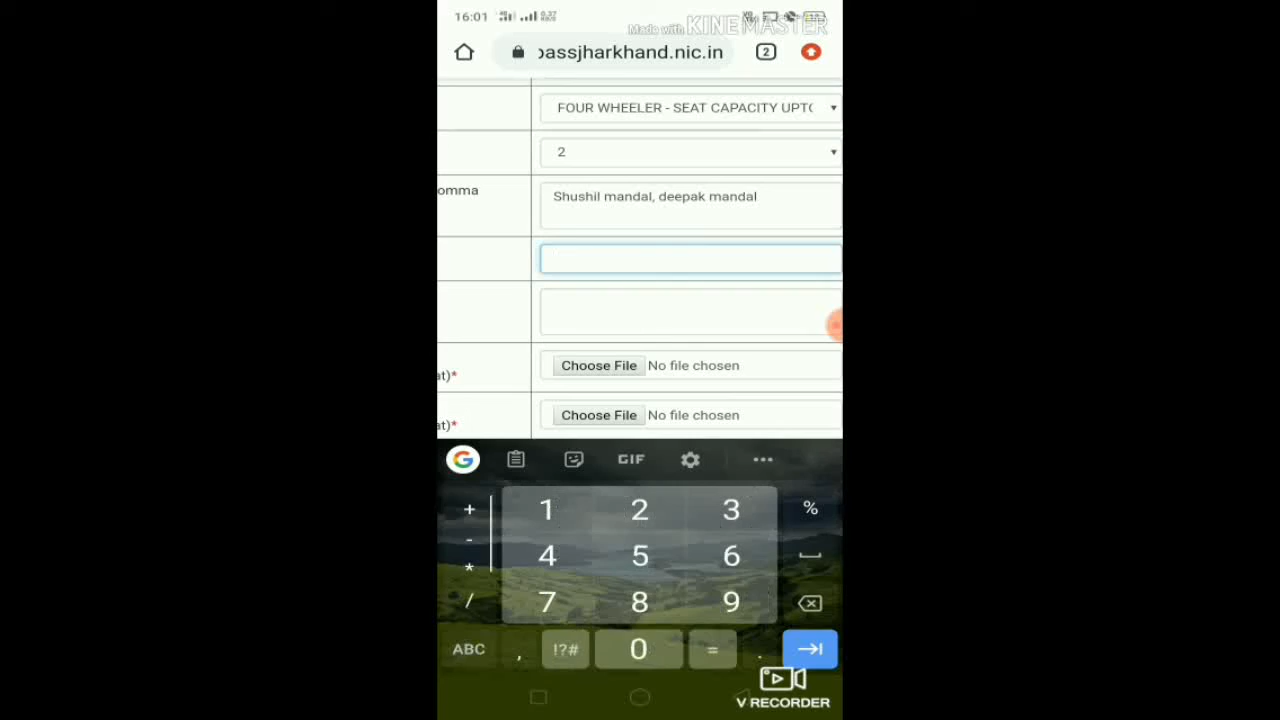 16:01
Made with KINEMASTER
passjharkhand.nic.in
2
FOUR WHEELER - SEAT CAPACITY UPTO
2
omma
Shushil mandal, deepak mandal
at)*
Choose File No file chosen
at)*
Choose File No file chosen
G GIF
+ 1 2 3 %
- 4 5 6
*
/ 7 8 9
ABC , !?# 0 = .
V RECORDER